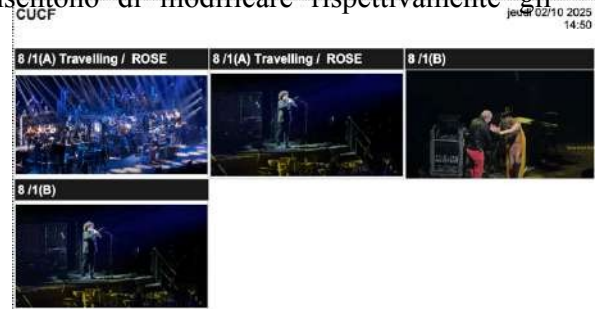 sentono di modificare rispettivamente gli
CUCF
jeudi 02/10 2025
14:50
8 /1(A) Travelling / ROSE
8 /1(A) Travelling / ROSE
8 /1(B)
8 /1(B)